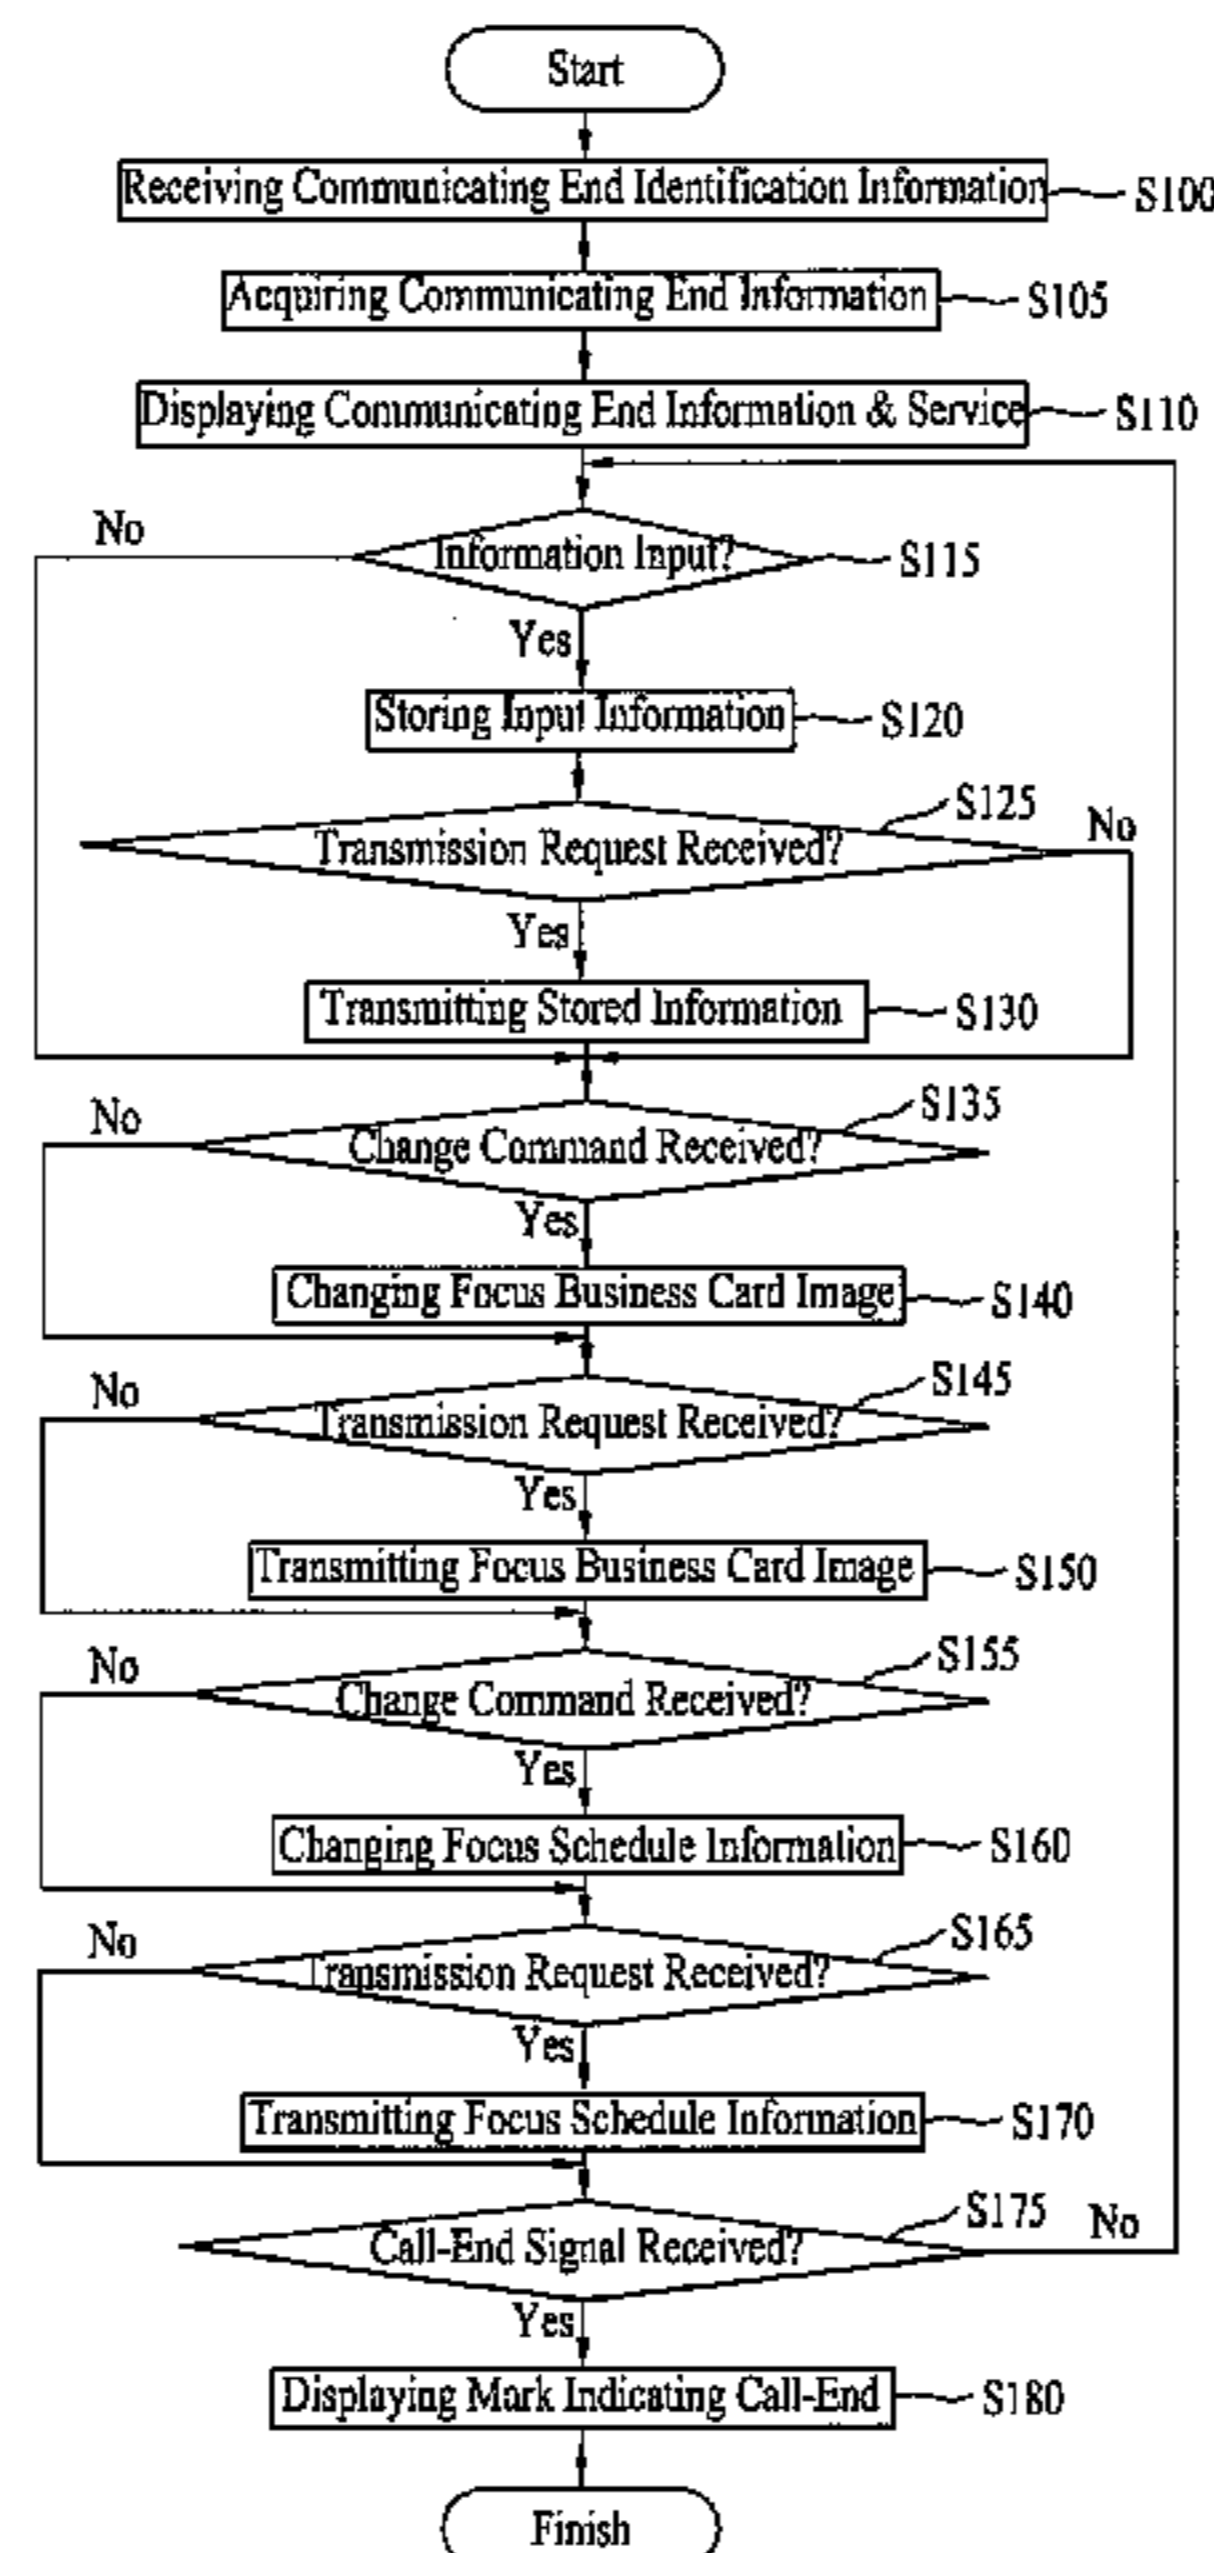 Start
Receiving Communicating End Identification Information S100
Acquiring Communicating End Information S105
Displaying Communicating End Information & Service S110
No
Information Input? S115
Yes
Storing Input Information S120
S125
Transmission Request Received? No
Yes
Transmitting Stored Information S130
S135
No
Change Command Received?
Yes
Changing Focus Business Card Image S140
S145
No
Transmission Request Received?
Yes
Transmitting Focus Business Card Image S150
S155
No
Change Command Received?
Yes
Changing Focus Schedule Information S160
S165
No
Transmission Request Received?
Yes
Transmitting Focus Schedule Information S170
S175
No
Call-End Signal Received?
Yes
Displaying Mark Indicating Call-End S180
Finish